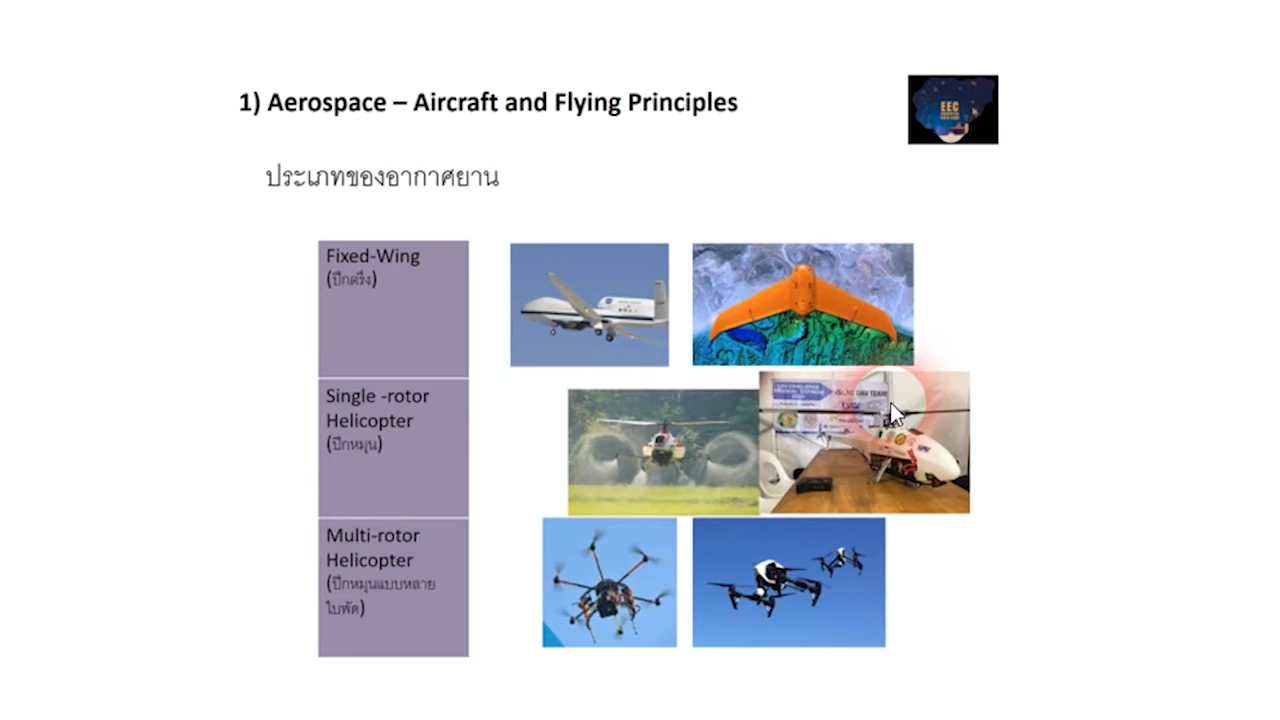 1) Aerospace – Aircraft and Flying Principles
EEC
ประเภทของอากาศยาน
Fixed-Wing
(ปีกตรึง)
Single -rotor
Helicopter
(ปีกหมุน)
UAV TEAM
Multi-rotor
Helicopter
(ปีกหมุนแบบหลาย
ใบพัด)